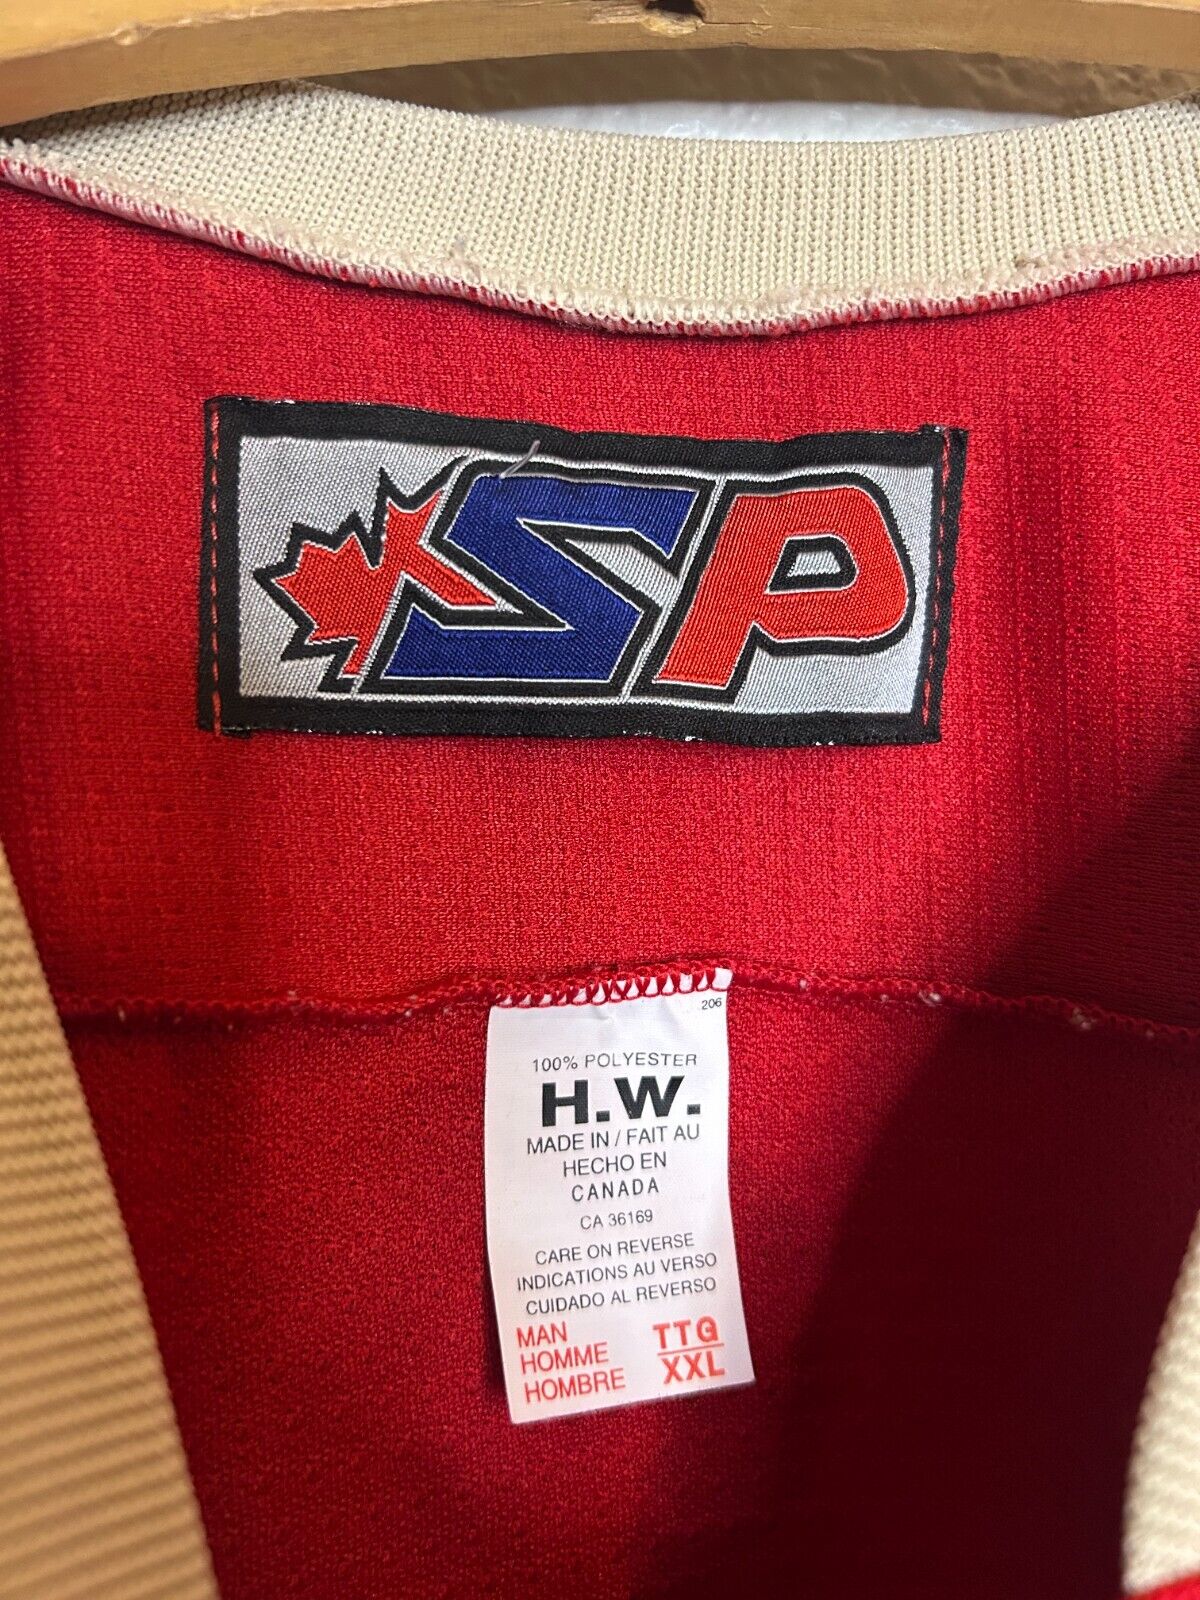 SP
206
100% POLYESTER
H.W.
MADE IN / FAIT AU
HECHO EN
CANADA
CA 36169
CARE ON REVERSE
INDICATIONS AU VERSO
CUIDADO AL REVERSO
MAN TTG
HOMME XXL
HOMBRE